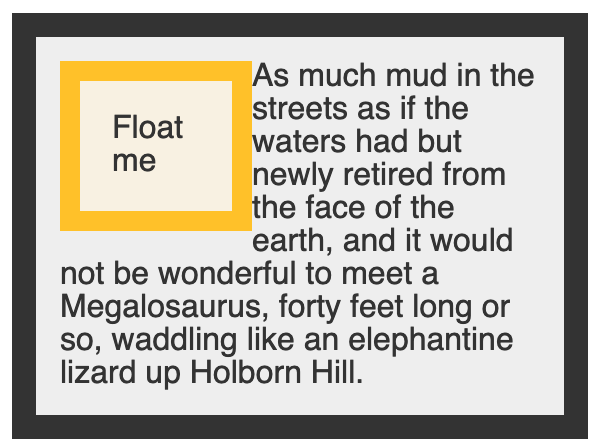 Float
me
As much mud in the
streets as if the
waters had but
newly retired from
the face of the
earth, and it would
not be wonderful to meet a
Megalosaurus, forty feet long or
so, waddling like an elephantine
lizard up Holborn Hill.